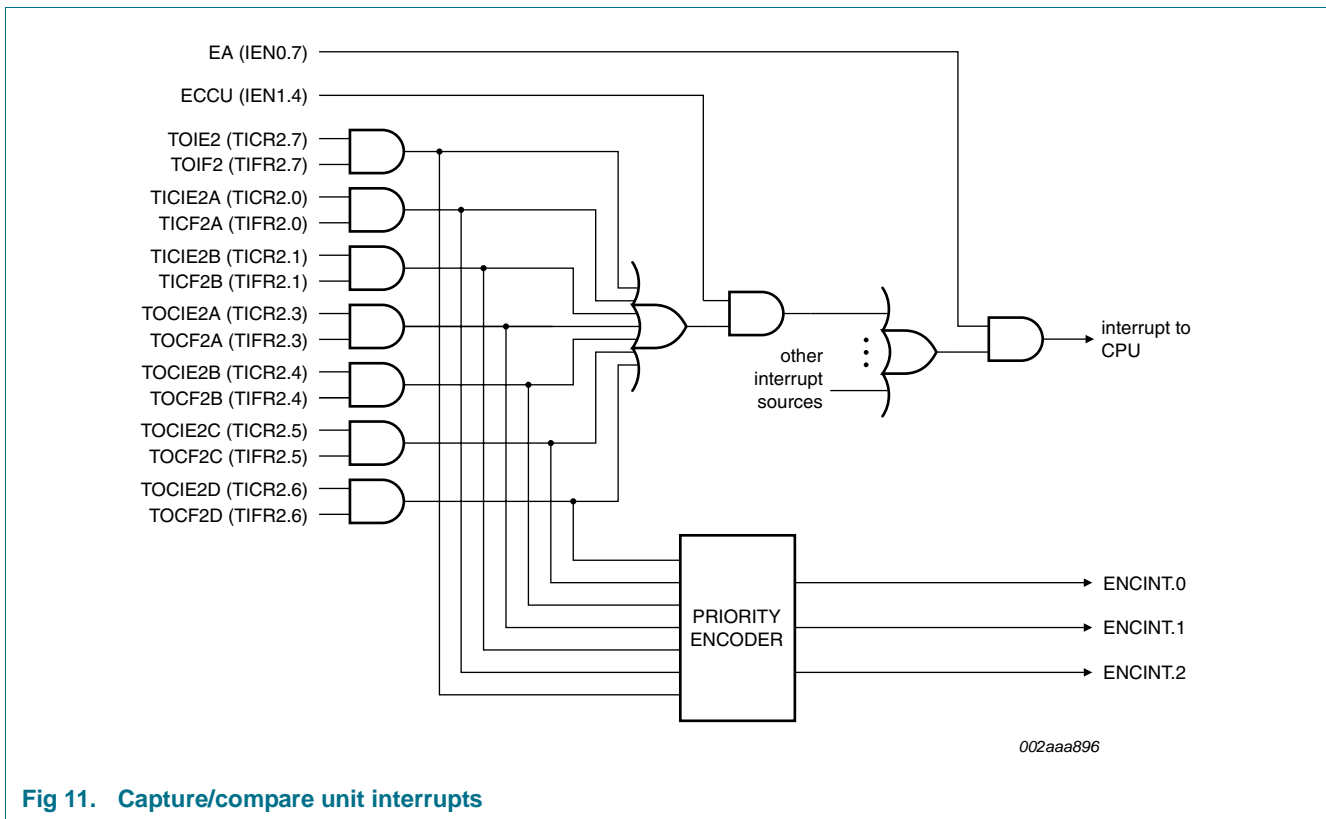 EA (IEN0.7)
ECCU (IEN1.4)
TOIE2 (TICR2.7)
TOIF2 (TIFR2.7)
TICIE2A (TICR2.0)
TICF2A (TIFR2.0)
TICIE2B (TICR2.1)
TICF2B (TIFR2.1)
TOCIE2A (TICR2.3)
TOCF2A (TIFR2.3)
TOCIE2B (TICR2.4)
TOCF2B (TIFR2.4)
TOCIE2C (TICR2.5)
TOCF2C (TIFR2.5)
TOCIE2D (TICR2.6)
TOCF2D (TIFR2.6)
other
interrupt
sources
interrupt to
CPU
PRIORITY
ENCODER
ENCINT.0
ENCINT.1
ENCINT.2
002aaa896
Fig 11. Capture/compare unit interrupts